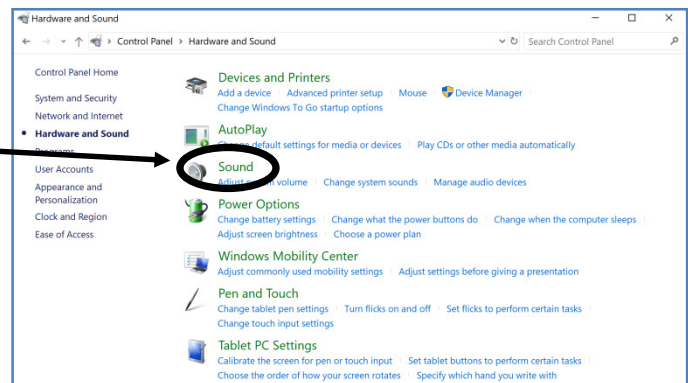 Hardware and Sound
Control Panel > Hardware and Sound
Search Control Panel
Control Panel Home
System and Security
Network and Internet
Hardware and Sound
Programs
User Accounts
Appearance and
Personalization
Clock and Region
Ease of Access
Devices and Printers
Add a device Advanced printer setup Mouse Device Manager
Change Windows To Go startup options
AutoPlay
Change default settings for media or devices Play CDs or other media automatically
Sound
Adjust system volume Change system sounds Manage audio devices
Power Options
Change battery settings Change what the power buttons do Change when the computer sleeps
Adjust screen brightness Choose a power plan
Windows Mobility Center
Adjust commonly used mobility settings Adjust settings before giving a presentation
Pen and Touch
Change tablet pen settings Turn flicks on and off Set flicks to perform certain tasks
Change touch input settings
Tablet PC Settings
Calibrate the screen for pen or touch input Set tablet buttons to perform certain tasks
Choose the order of how your screen rotates Specify which hand you write with